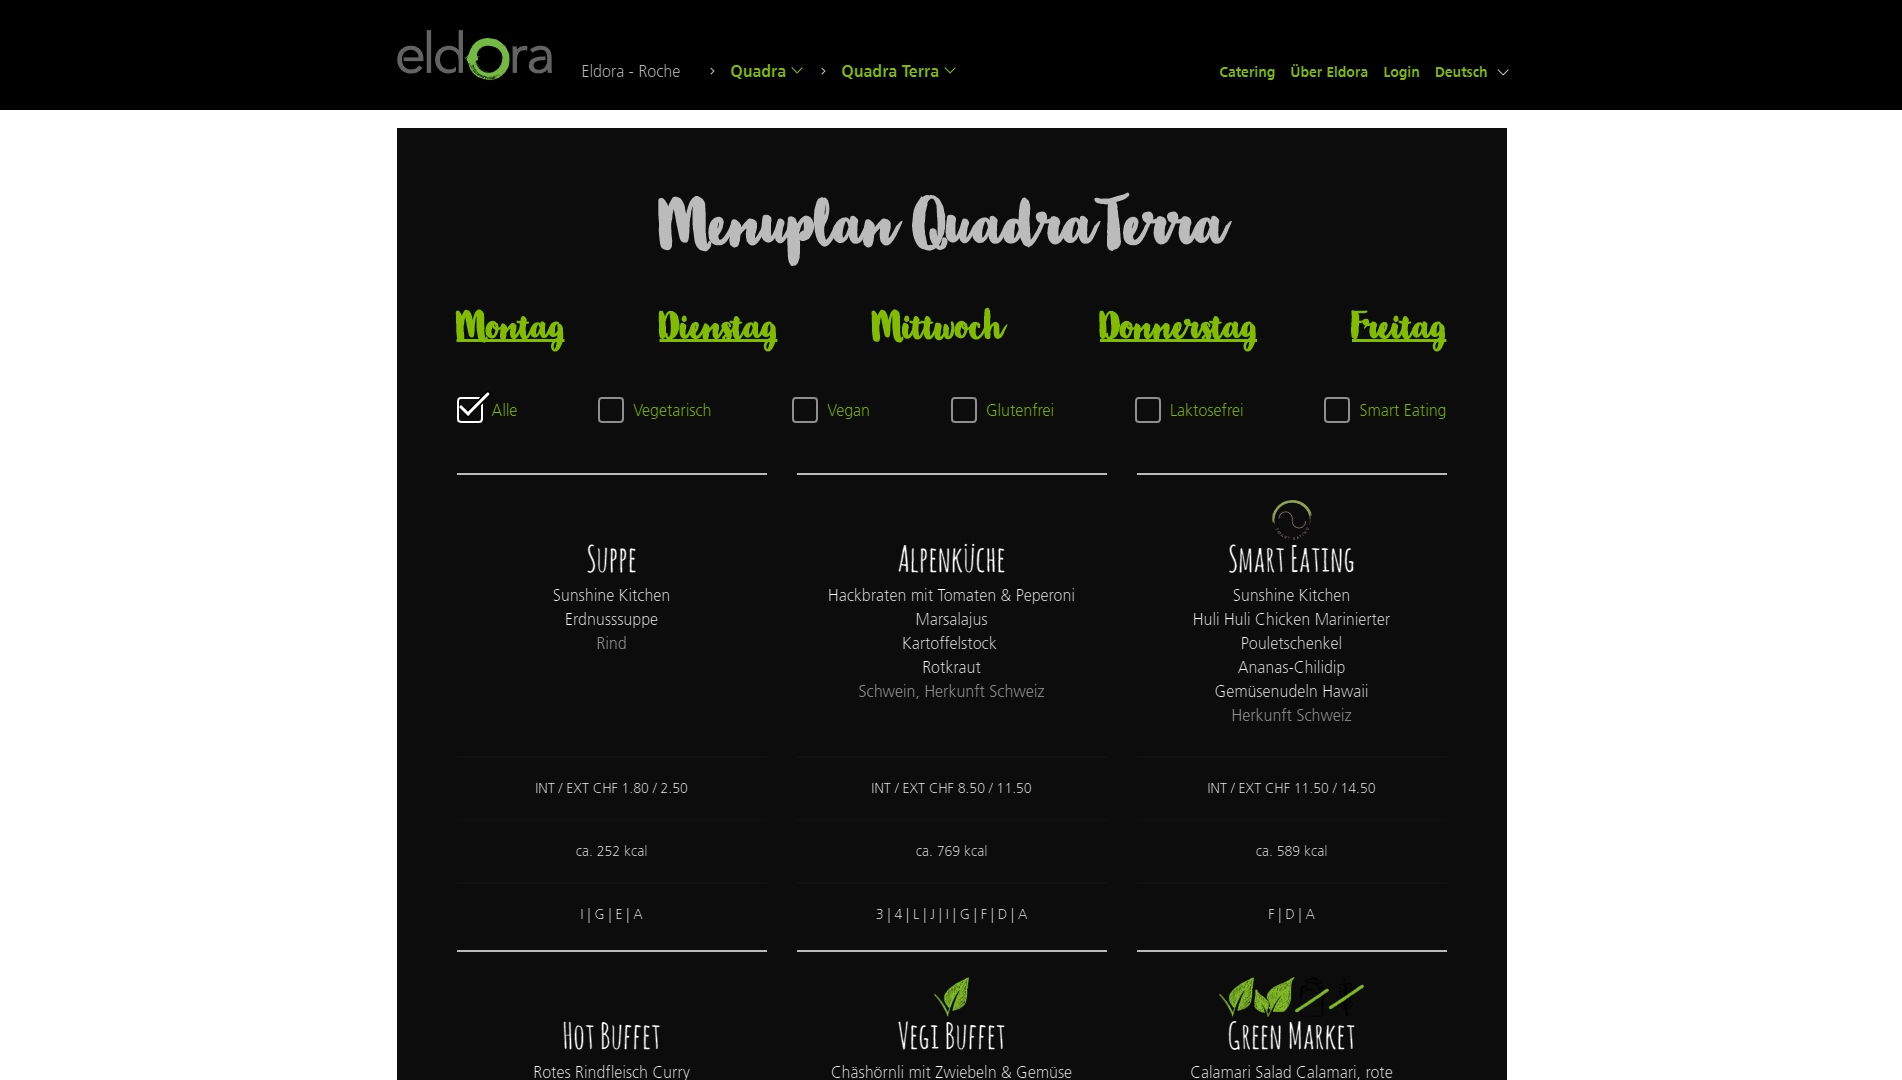 eldora
Eldora - Roche › Quadra › Quadra Terra
Catering Über Eldora Login Deutsch
Menuplan Quadra Terra
Montag Dienstag Mittwoch Donnerstag Freitag
Alle Vegetarisch Vegan Glutenfrei Laktosefrei Smart Eating
Suppe
Sunshine Kitchen
Erdnusssuppe
Rind
INT / EXT CHF 1.80 / 2.50
ca. 252 kcal
I | G | E | A
Alpenküche
Hackbraten mit Tomaten & Peperoni
Marsalajus
Kartoffelstock
Rotkraut
Schwein, Herkunft Schweiz
INT / EXT CHF 8.50 / 11.50
ca. 769 kcal
3 | 4 | L | J | I | G | F | D | A
Smart Eating
Sunshine Kitchen
Huli Huli Chicken Marinierter
Pouletschenkel
Ananas-Chilidip
Gemüsenudeln Hawaii
Herkunft Schweiz
INT / EXT CHF 11.50 / 14.50
ca. 589 kcal
F | D | A
Hot Buffet
Rotes Rindfleisch Curry
Vegi Buffet
Chäshörnli mit Zwiebeln & Gemüse
Green Market
Calamari Salad Calamari, rote